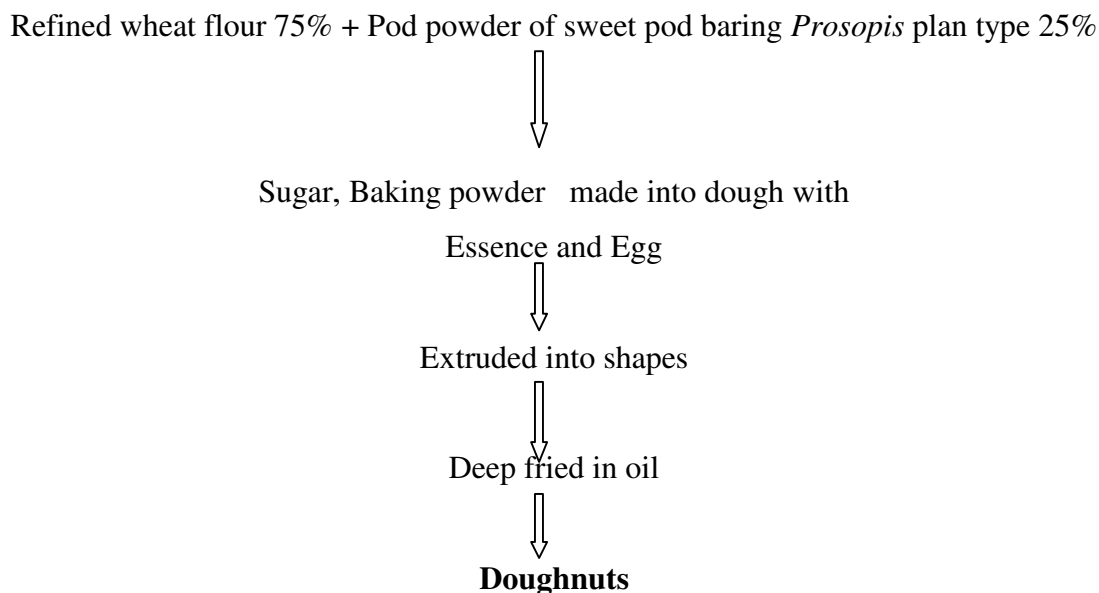 Refined wheat flour 75% + Pod powder of sweet pod baring Prosopis plan type 25%
Sugar, Baking powder made into dough with
Essence and Egg
Extruded into shapes
Deep fried in oil
Doughnuts